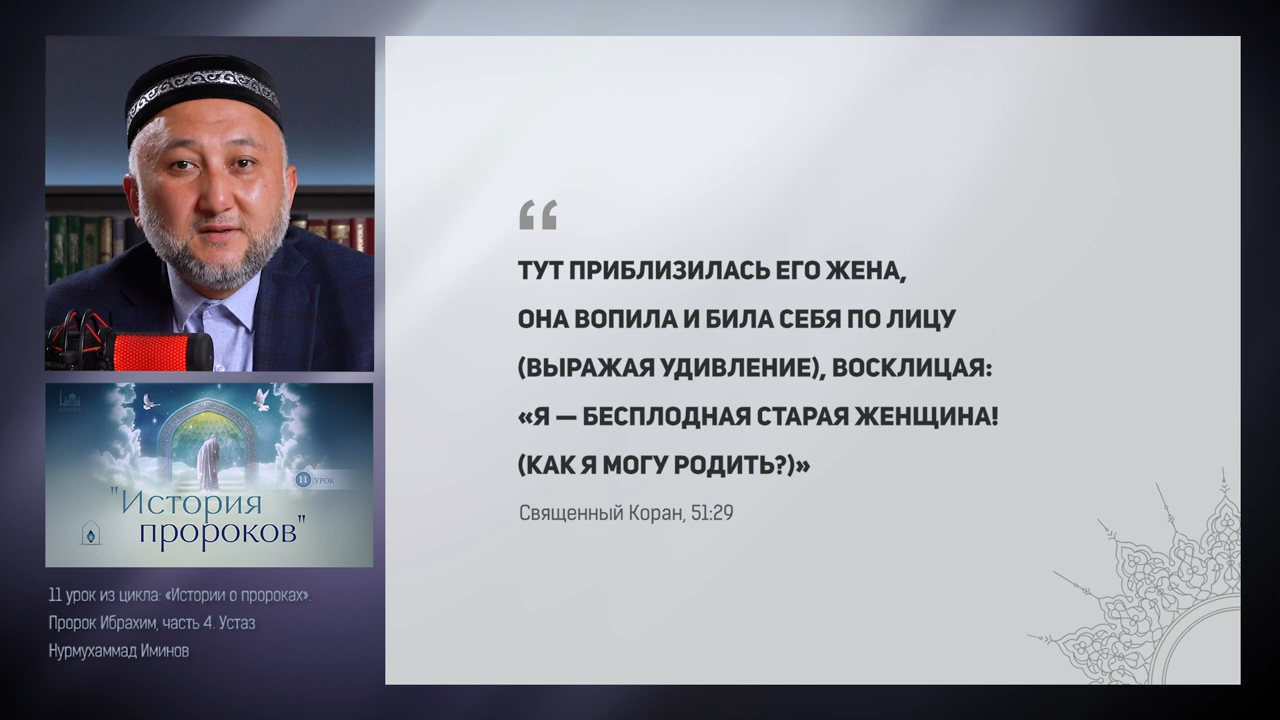 "История
пророков"
11 УРОК
11 урок из цикла: «Истории о пророках».
Пророк Ибрахим, часть 4. Устаз
Нурмухаммад Иминов
“
ТУТ ПРИБЛИЗИЛАСЬ ЕГО ЖЕНА,
ОНА ВОПИЛА И БИЛА СЕБЯ ПО ЛИЦУ
(ВЫРАЖАЯ УДИВЛЕНИЕ), ВОСКЛИЦАЯ:
«Я — БЕСПЛОДНАЯ СТАРАЯ ЖЕНЩИНА!
(КАК Я МОГУ РОДИТЬ?)»
Священный Коран, 51:29